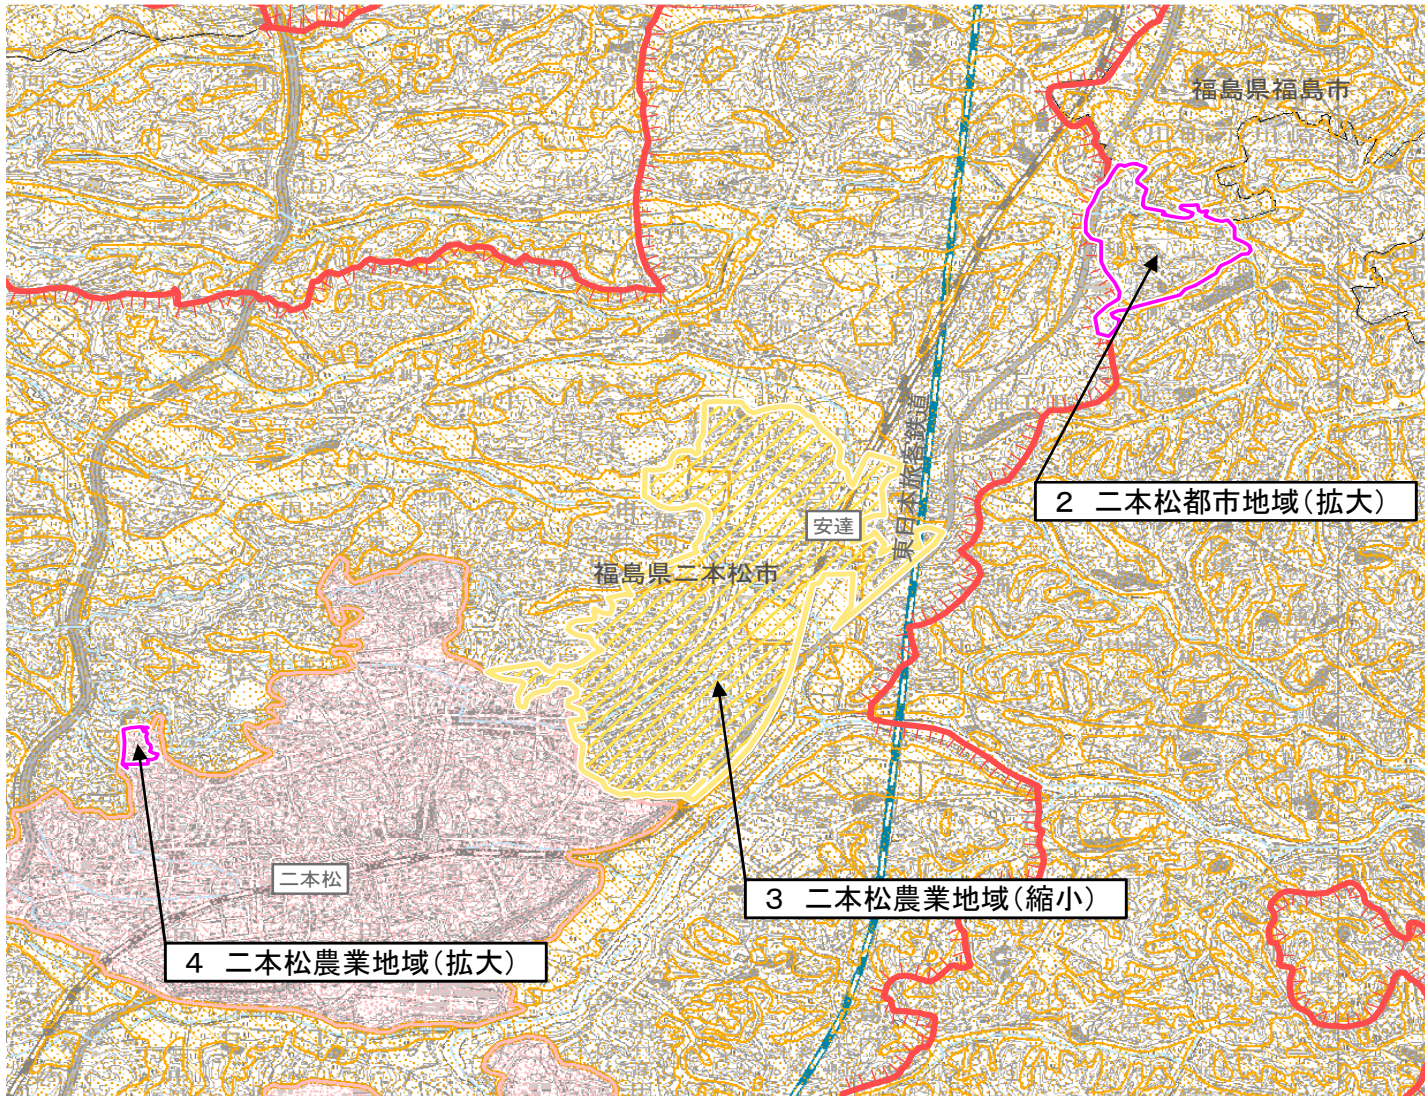 福島県福島市
2 二本松都市地域(拡大)
東日本旅客鉄道
安達
福島県二本松市
二本松
3 二本松農業地域(縮小)
4 二本松農業地域(拡大)